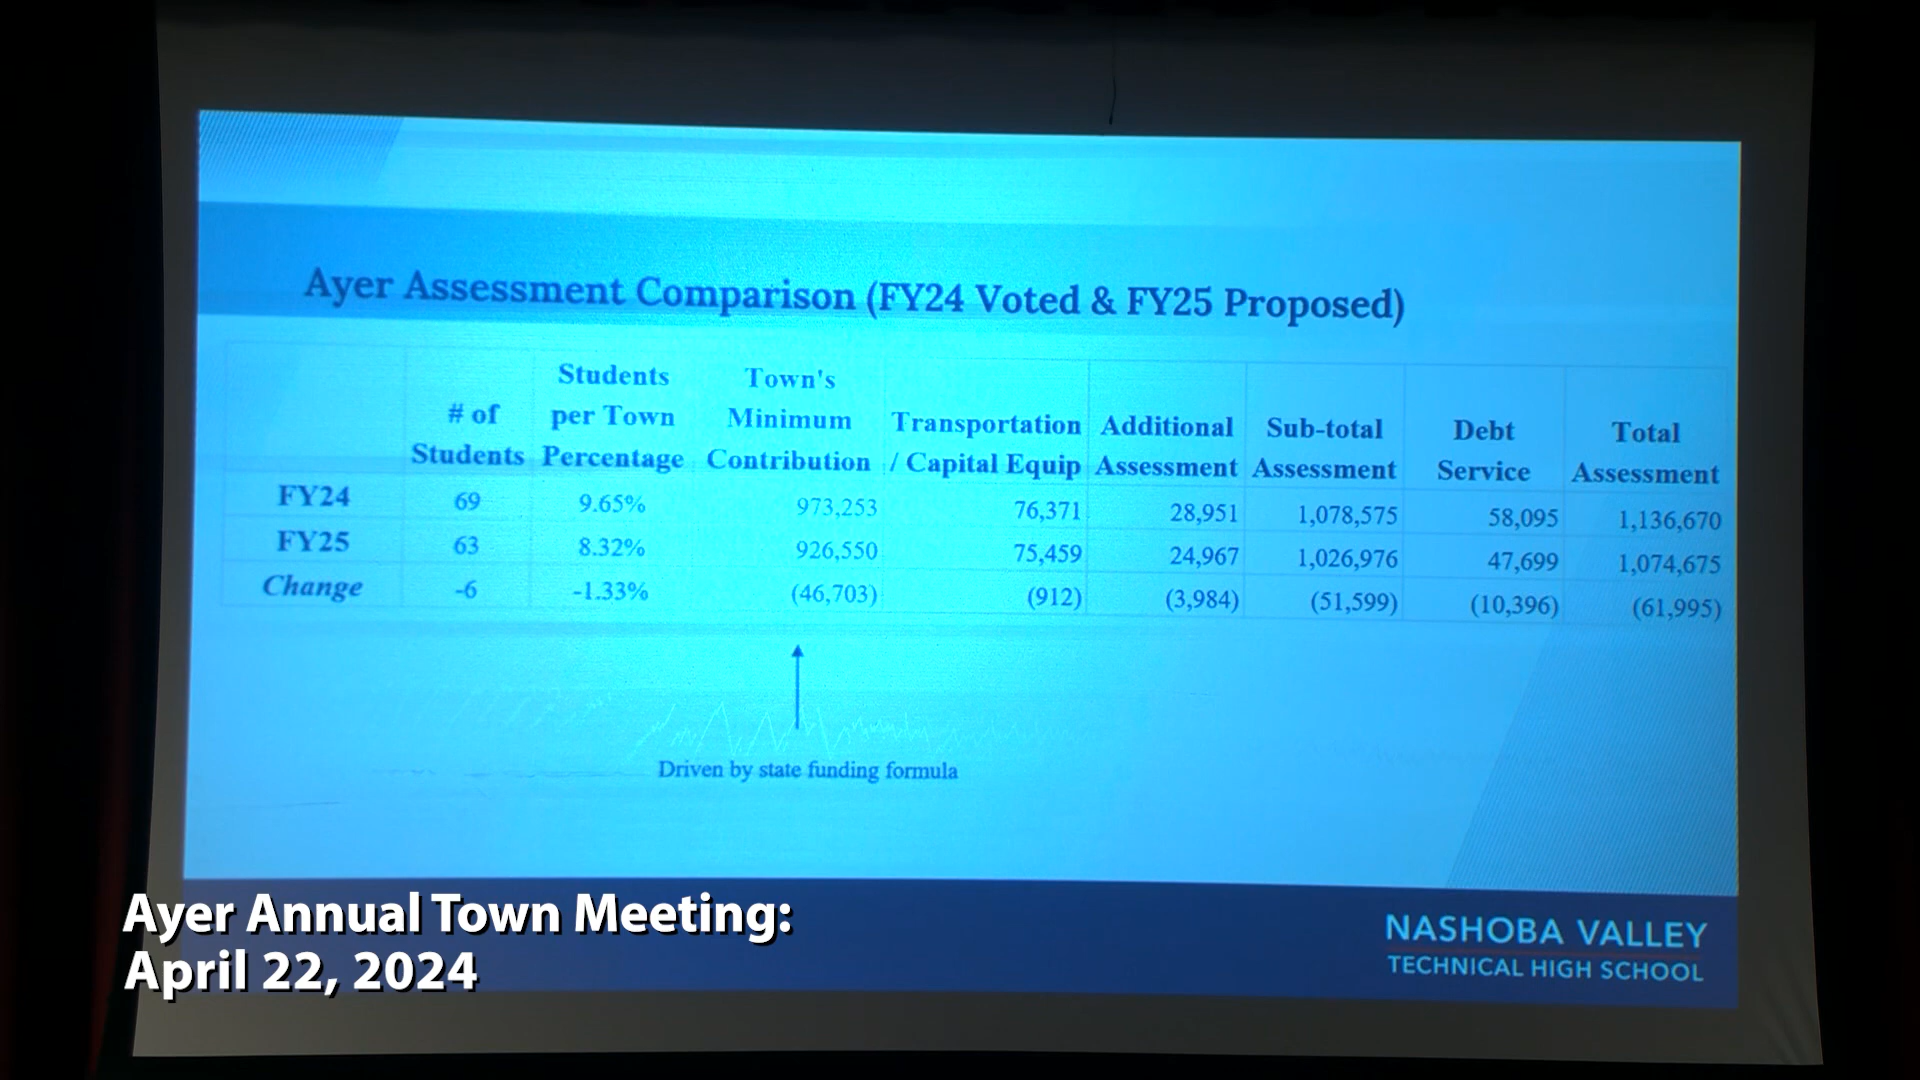 Ayer Assessment Comparison (FY24 Voted & FY25 Proposed)
# of Students
Students per Town Percentage
Town's Minimum Contribution
Transportation / Capital Equip
Additional Assessment
Sub-total Assessment
Debt Service
Total Assessment
FY24 69 9.65% 973,253 76,371 28,951 1,078,575 58,095 1,136,670
FY25 63 8.32% 926,550 75,459 24,967 1,026,976 47,699 1,074,675
Change -6 -1.33% (46,703) (912) (3,984) (51,599) (10,396) (61,995)
Driven by state funding formula
Ayer Annual Town Meeting:
April 22, 2024
NASHOBA VALLEY
TECHNICAL HIGH SCHOOL